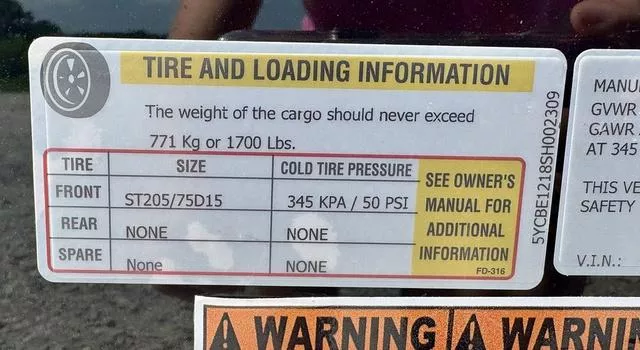 TIRE AND LOADING INFORMATION
The weight of the cargo should never exceed
771 Kg or 1700 Lbs.
TIRE SIZE COLD TIRE PRESSURE SEE OWNER'S MANUAL FOR ADDITIONAL INFORMATION
FRONT ST205/75D15 345 KPA / 50 PSI
REAR NONE NONE
SPARE None NONE
FD-316
5YCBE1218SH002309
MANU
GVWR
GAWR
AT 345
THIS VE
SAFETY
V.I.N.:
WARNING WARNI